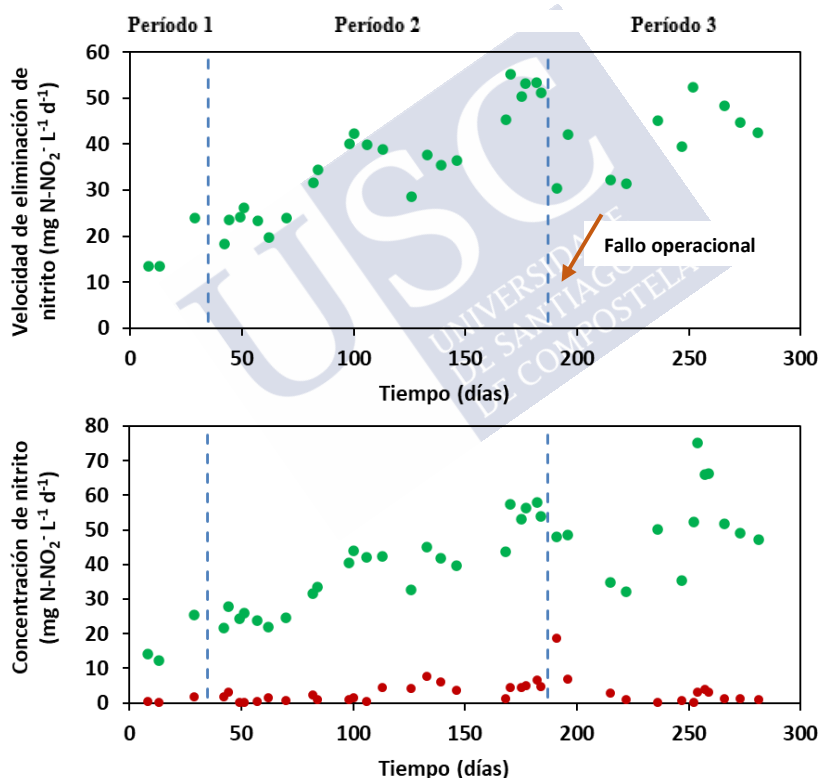 Período 1 Período 2 Período 3
60
50
40
30
20
10
0
Velocidad de eliminación de
nitrito (mg N-NO₂⁻ L⁻¹ d⁻¹)
Fallo operacional
0 50 100 150 200 250 300
Tiempo (días)
USC
UNIVERSIDADE
DE SANTIAGO
DE COMPOSTELA
80
70
60
50
40
30
20
10
0
Concentración de nitrito
(mg N-NO₂⁻ L⁻¹ d⁻¹)
0 50 100 150 200 250 300
Tiempo (días)